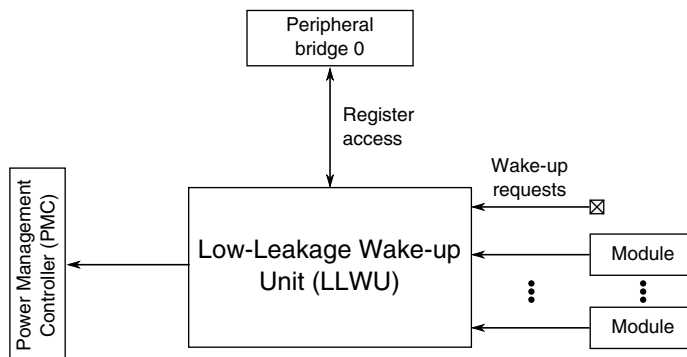 Peripheral
bridge 0
Register
access
Wake-up
requests
Power Management
Controller (PMC)
Low-Leakage Wake-up
Unit (LLWU)
Module
Module